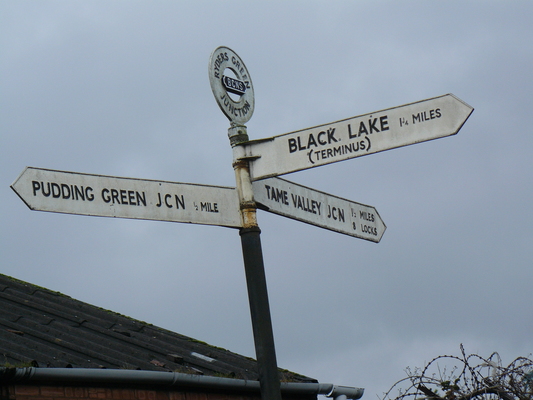 RYDERS GREEN
BCNS
JUNCTION
BLACK LAKE 1¼ MILES
(TERMINUS)
PUDDING GREEN JCN ½ MILE
TAME VALLEY JCN 1½ MILES
8 LOCKS